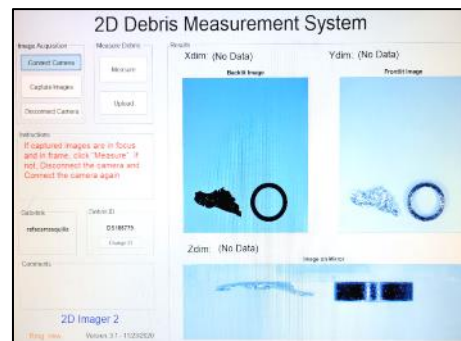 2D Debris Measurement System
Image Acquisition
Connect Camera
Capture Images
Disconnect Camera
Measure Debris
Measure
Upload
Instructions
If captured images are in focus
and in frame, click "Measure". If
not, Disconnect the camera and
Connect the camera again
Debris ID
Change ID
Comments
2D Imager 2
Results
Xdim: (No Data)
Ydim: (No Data)
Backlit Image
Frontlit Image
Zdim: (No Data)
Image on Mirror